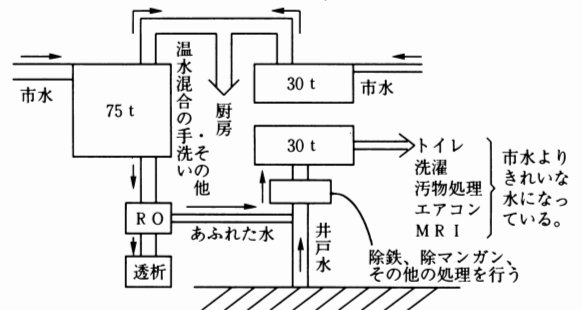 市水
75t
温水混合の手洗い
・その他
厨房
30t
市水
30t
トイレ
洗濯
汚物処理
エアコン
MRI
市水より
きれいな
水になっ
ている。
RO
あふれた水
透析
井戸水
除鉄、除マンガン、
その他の処理を行う